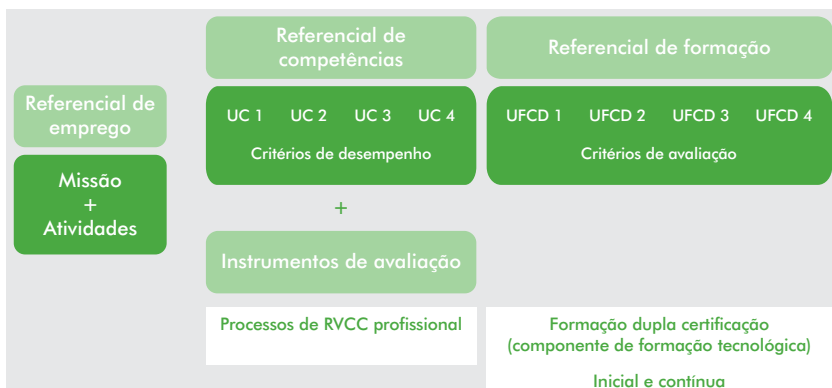 Referencial de
emprego
Missão
+
Atividades
Referencial de
competências
UC 1 UC 2 UC 3 UC 4
Critérios de desempenho
+
Instrumentos de avaliação
Processos de RVCC profissional
Referencial de formação
UFCD 1 UFCD 2 UFCD 3 UFCD 4
Critérios de avaliação
Formação dupla certificação
(componente de formação tecnológica)
Inicial e contínua